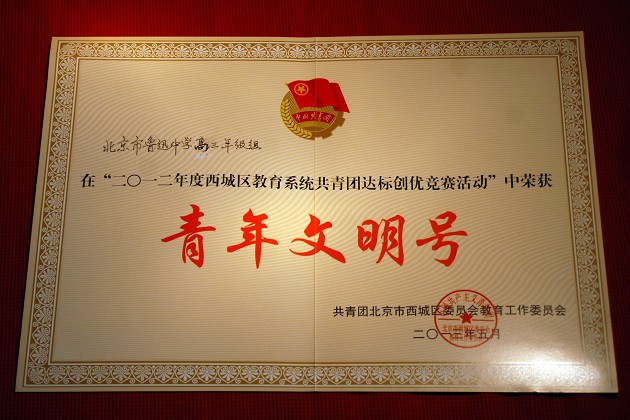 中国共青团
北京市鲁迅中学高三年级组
在“二〇一二年度西城区教育系统共青团达标创优竞赛活动”中荣获
青年文明号
共青团北京市西城区委员会教育工作委员会
二〇一三年五月